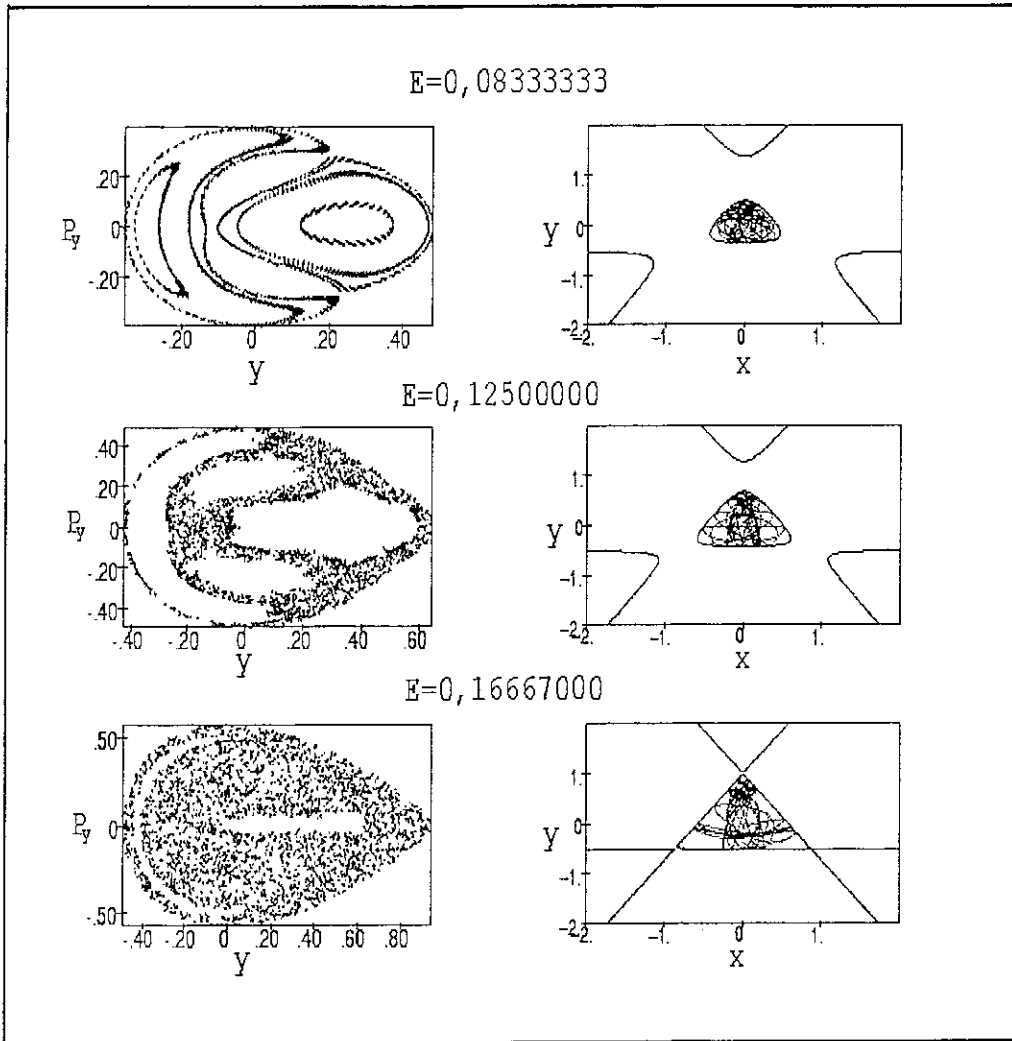 E=0,08333333
.20
0
-.20
Py
-.20 0 .20 .40
y
1.
0
-1.
-2.
y
-2. -1. 0 1.
x
E=0,12500000
.40
.20
0
-.20
-.40
Py
-.40 -.20 0 .20 .40 .60
y
1.
0
-1.
-2.
y
-2. -1. 0 1.
x
E=0,16667000
.50
0
-.50
Py
-.40 -.20 0 .20 .40 .60 .80
y
1.
0
-1.
-2.
y
-2. -1. 0 1.
x